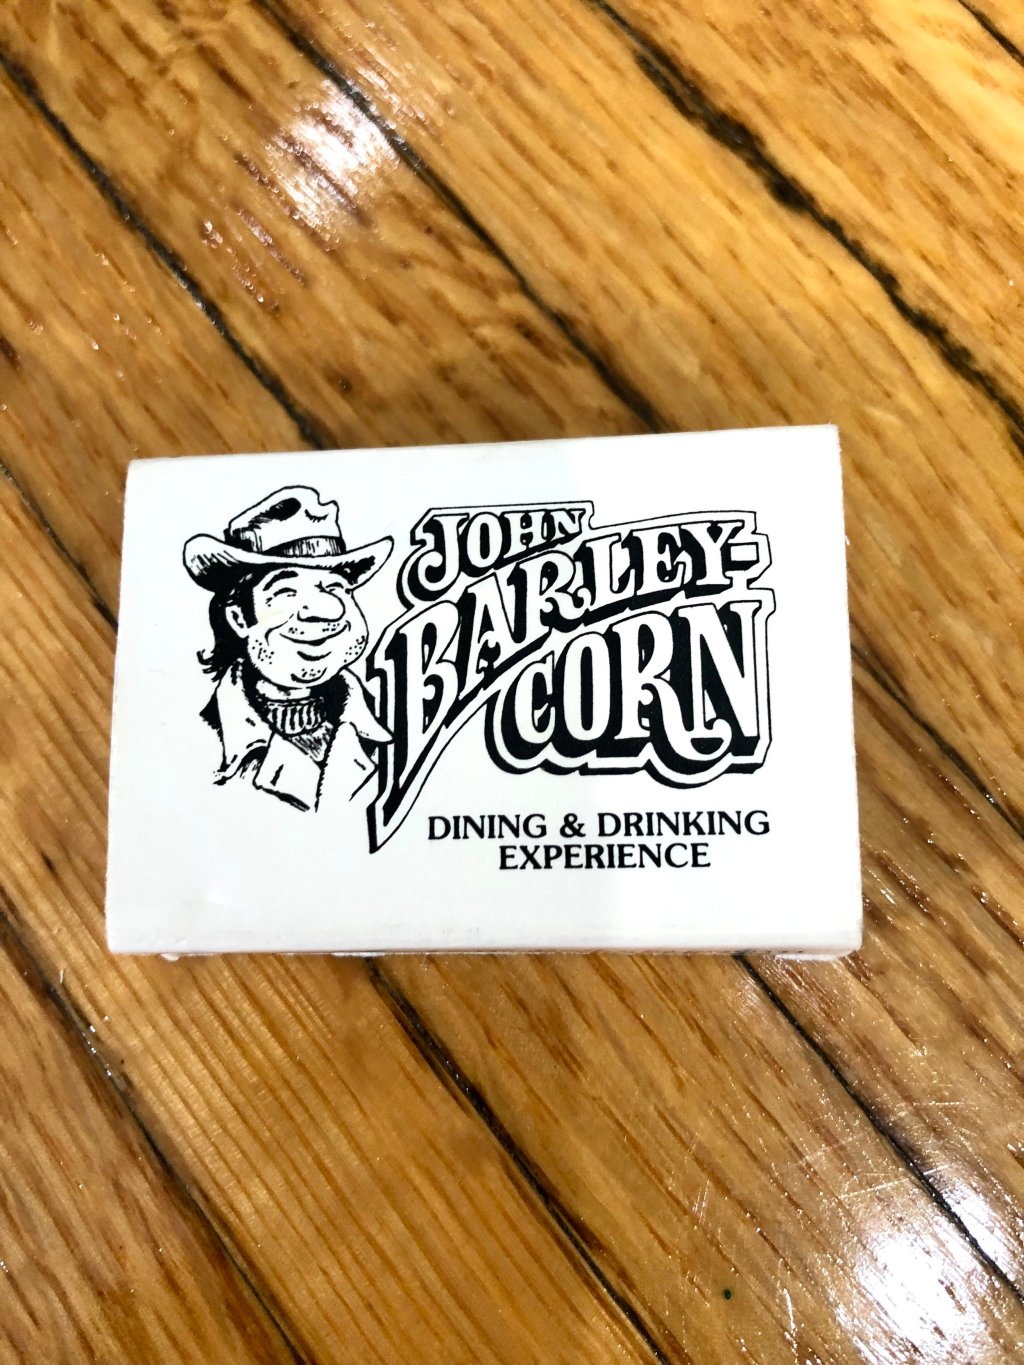 JOHN
BARLEY-
CORN
DINING & DRINKING
EXPERIENCE